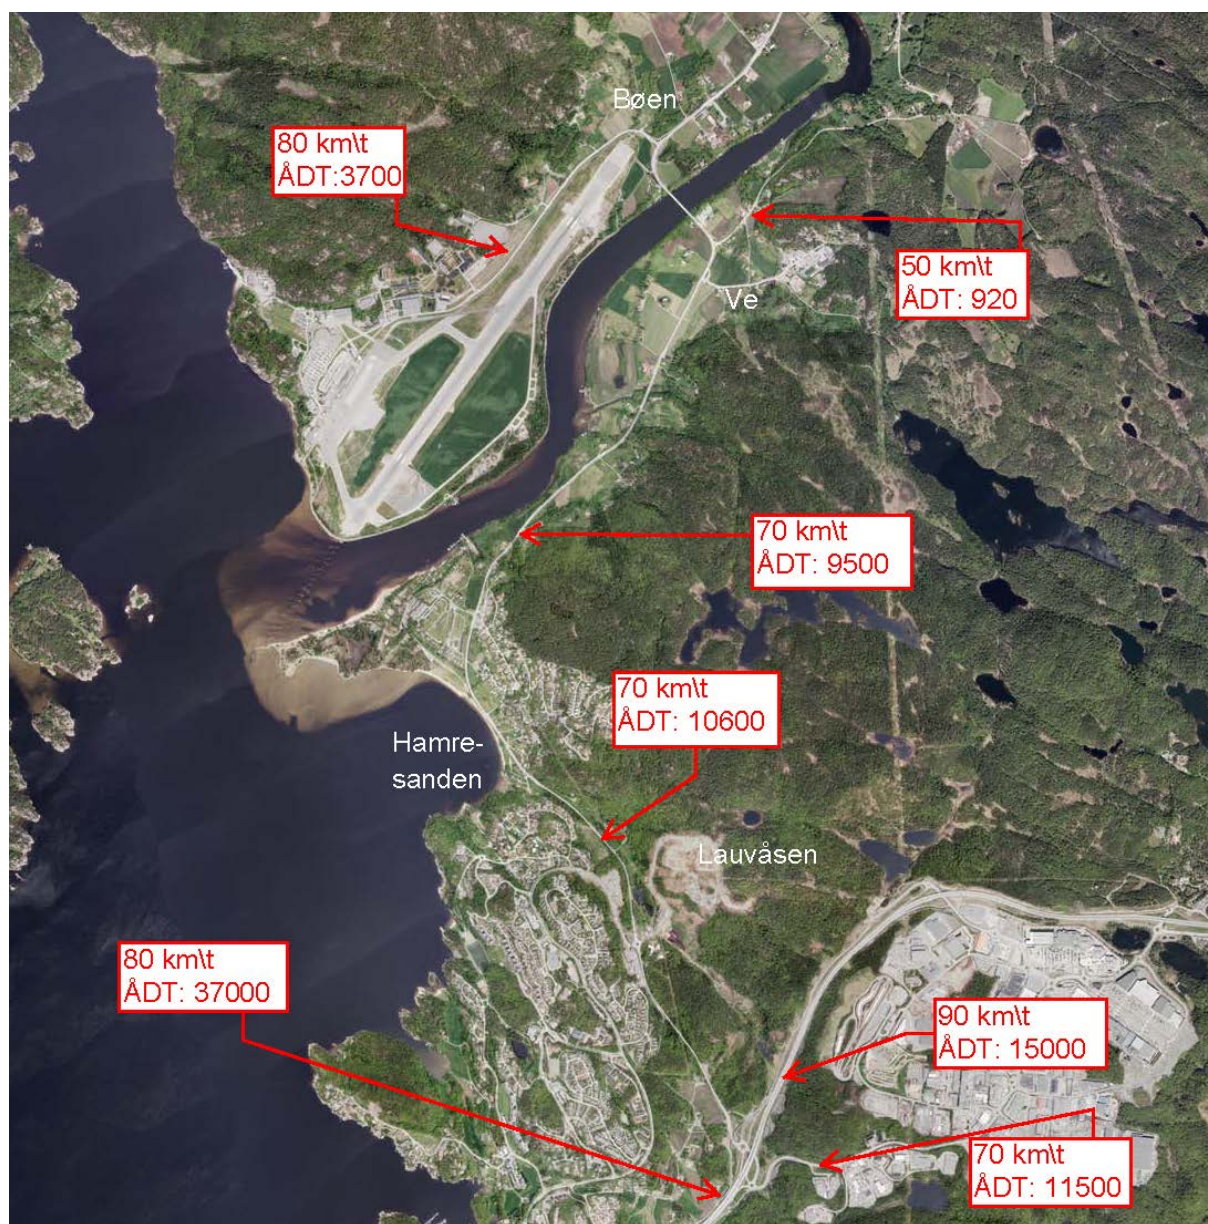 Bøen
80 km\t
ÅDT:3700
50 km\t
ÅDT: 920
Ve
70 km\t
ÅDT: 9500
70 km\t
ÅDT: 10600
Hamre-
sanden
Lauvåsen
80 km\t
ÅDT: 37000
90 km\t
ÅDT: 15000
70 km\t
ÅDT: 11500